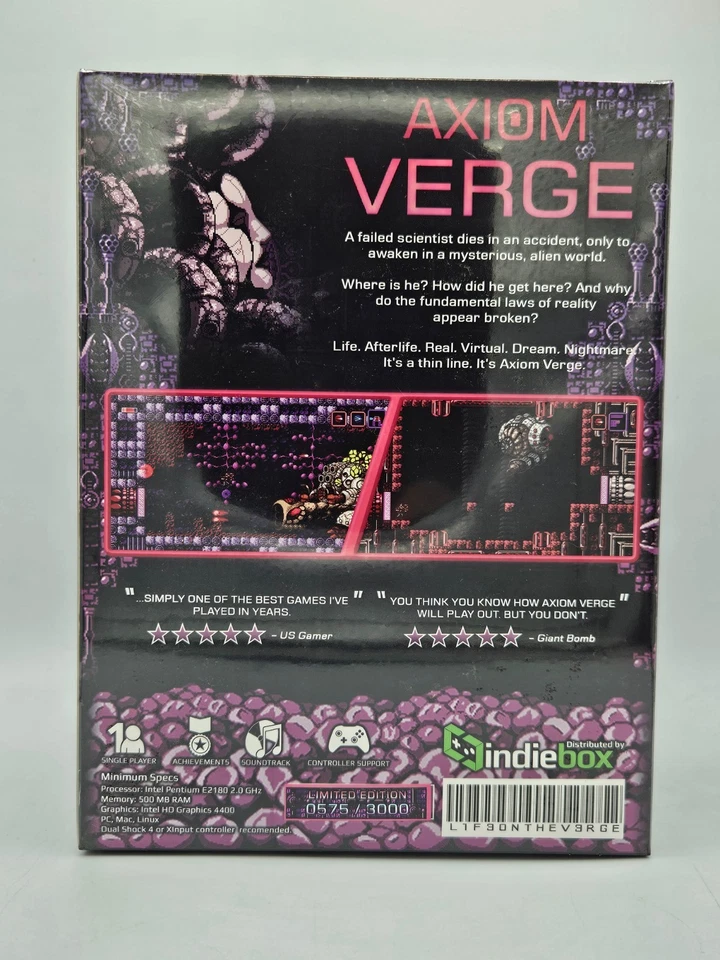 AXIOM
VERGE
A failed scientist dies in an accident, only to
awaken in a mysterious, alien world.
Where is he? How did he get here? And why
do the fundamental laws of reality
appear broken?
Life. Afterlife. Real. Virtual. Dream. Nightmare.
It's a thin line. It's Axiom Verge.
"...SIMPLY ONE OF THE BEST GAMES I'VE
PLAYED IN YEARS."
- US Gamer
"YOU THINK YOU KNOW HOW AXIOM VERGE
WILL PLAY OUT. BUT YOU DON'T."
- Giant Bomb
1
SINGLE PLAYER
ACHIEVEMENTS
SOUNDTRACK
CONTROLLER SUPPORT
Distributed by
indiebox
Minimum Specs
Processor: Intel Pentium E2180 2.0 GHz
Memory: 500 MB RAM
Graphics: Intel HD Graphics 4400
PC, Mac, Linux
Dual Shock 4 or XInput controller recomended.
LIMITED EDITION
0575 / 3000
L1F3ONTHEV3RGE